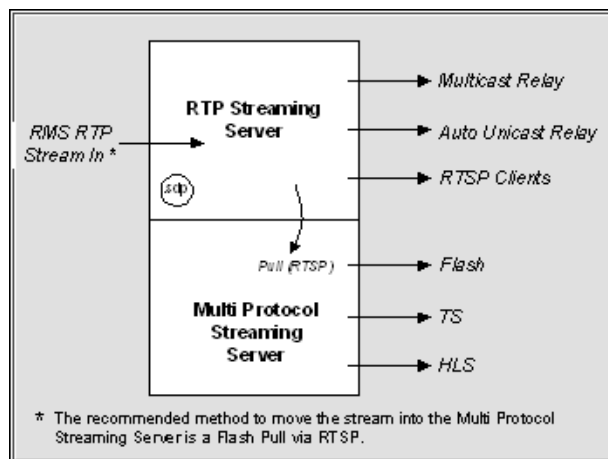 Multicast Relay
RTP Streaming
Server
RMS RTP
Stream In *
Auto Unicast Relay
.sdp
RTSP Clients
Pull (RTSP)
Flash
Multi Protocol
Streaming
Server
TS
HLS
* The recommended method to move the stream into the Multi Protocol
Streaming Server is a Flash Pull via RTSP.